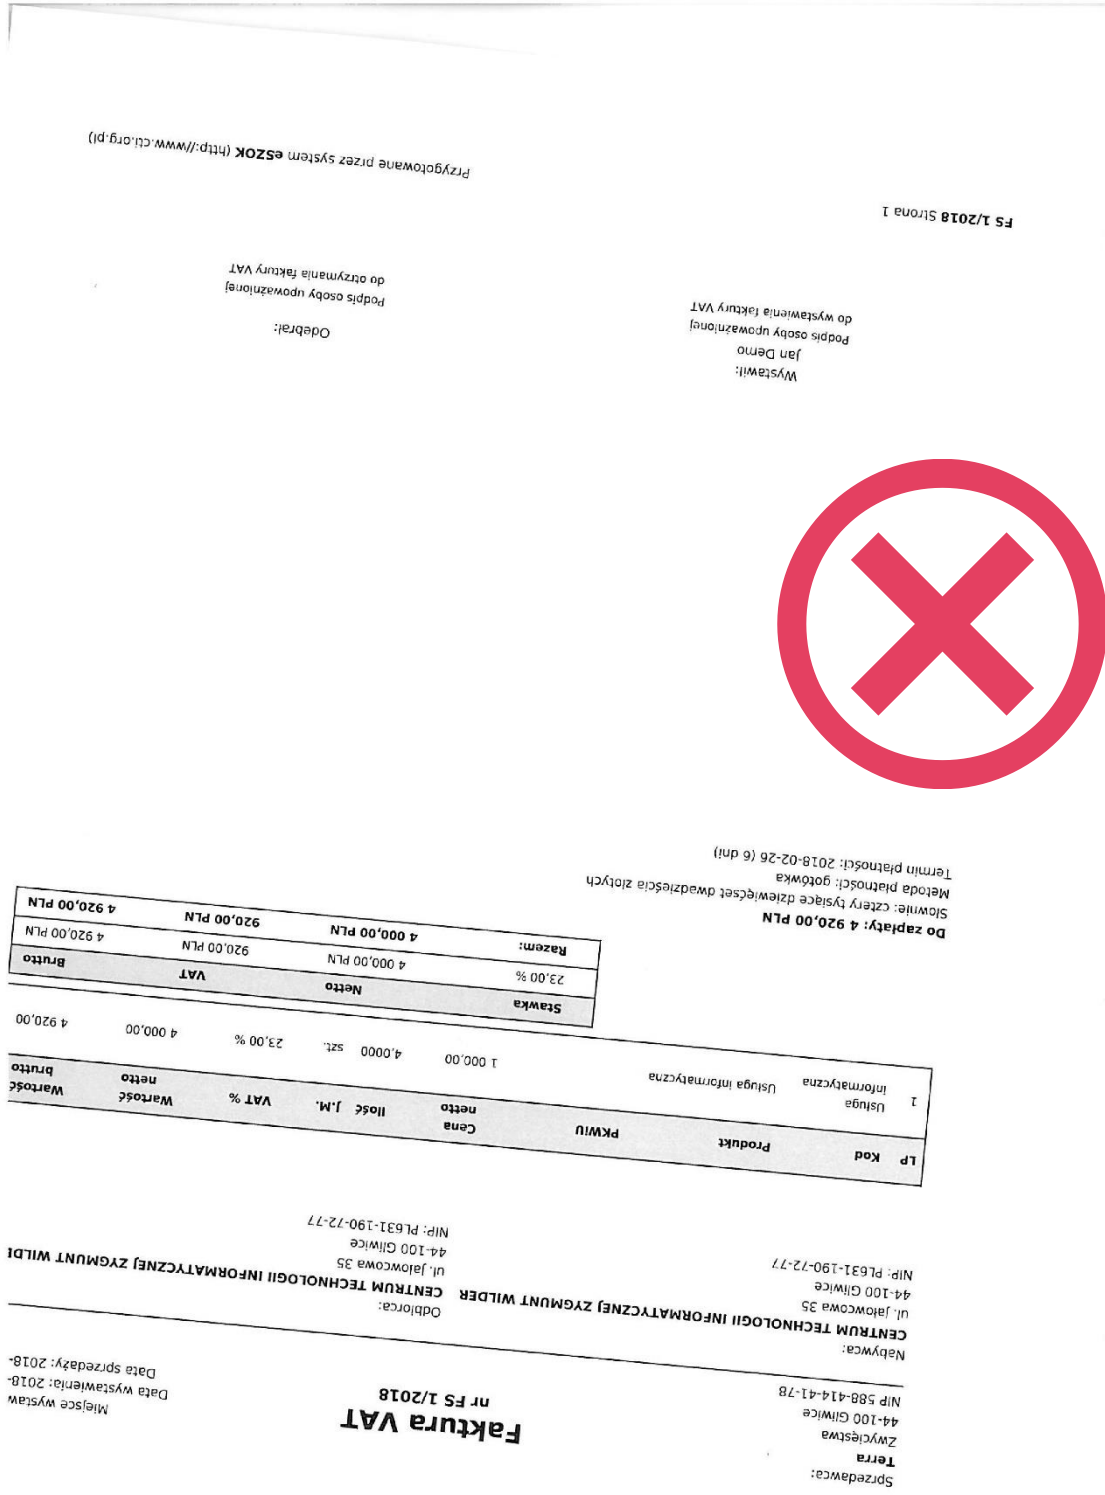 Sprzedawca:
Terra
Zwycięstwa
44-100 Gliwice
NIP 588-414-41-78
Faktura VAT
nr FS 1/2018
Miejsce wystaw
Data wystawienia: 2018-
Data sprzedaży: 2018-
Nabywca:
CENTRUM TECHNOLOGII INFORMATYCZNEJ ZYGMUNT WILDER
ul. Jałowcowa 35
44-100 Gliwice
NIP: PL631-190-72-77
Odbiorca:
CENTRUM TECHNOLOGII INFORMATYCZNEJ ZYGMUNT WILDE
ul. Jałowcowa 35
44-100 Gliwice
NIP: PL631-190-72-77
LP Kod Produkt PKWiU Cena netto Ilość J.M. VAT % Wartość netto Wartość brutto
1 Usługa informatyczna Usługa informatyczna 1 000,00 4,0000 szt. 23,00 % 4 000,00 4 920,00
Stawka Netto VAT Brutto
23,00 % 4 000,00 PLN 920,00 PLN 4 920,00 PLN
Razem: 4 000,00 PLN 920,00 PLN 4 920,00 PLN
Do zapłaty: 4 920,00 PLN
Słownie: cztery tysiące dziewięćset dwadzieścia złotych
Metoda płatności: gotówka
Termin płatności: 2018-02-26 (6 dni)
Wystawił:
Jan Demo
Podpis osoby upoważnionej
do wystawienia faktury VAT
Odebrał:
Podpis osoby upoważnionej
do otrzymania faktury VAT
FS 1/2018 Strona 1
Przygotowane przez system eSZOK (http://www.cti.org.pl)